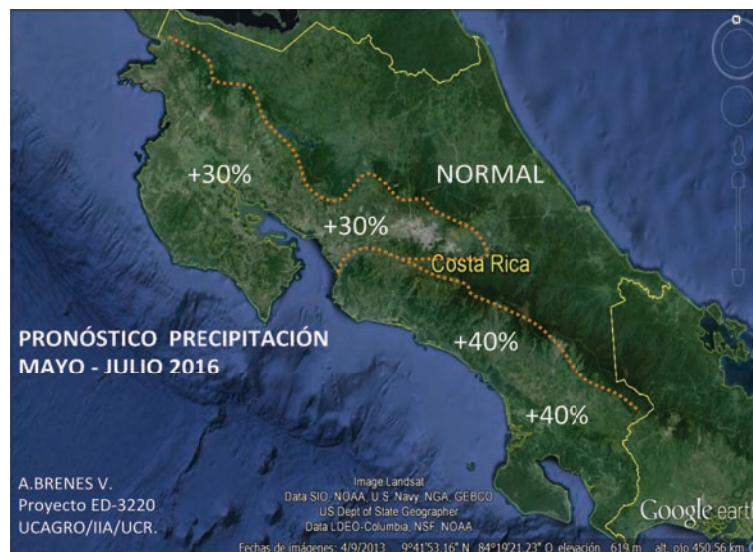 +30%
NORMAL
+30%
Costa Rica
PRONÓSTICO PRECIPITACIÓN
MAYO - JULIO 2016
+40%
+40%
A.BRENES V.
Proyecto ED-3220
UCAGRO/IIA/UCR.
Image Landsat
Data SIO, NOAA, U.S. Navy, NGA, GEBCO
US Dept of State Geographer
Data LDEO-Columbia, NSF, NOAA
Google earth
Fechas de imágenes: 4/9/2013 9°41'53.16" N 84°19'21.23" O elevación 619 m alt. ojo 450.56 km